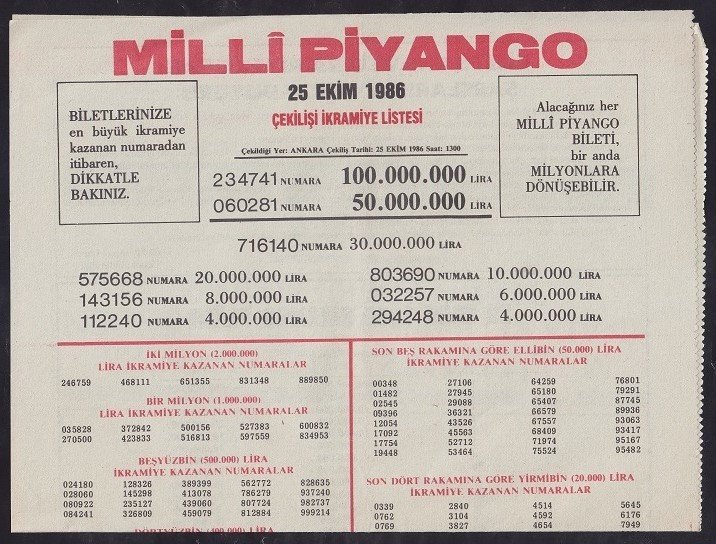 MİLLÎ PİYANGO
25 EKİM 1986
ÇEKİLİŞİ İKRAMİYE LİSTESİ
BİLETLERİNİZE
en büyük ikramiye
kazanan numaradan
itibaren,
DİKKATLE
BAKINIZ.
Çekildiği Yer: ANKARA Çekiliş Tarihi: 25 EKİM 1986 Saat: 1300
234741 NUMARA 100.000.000 LİRA
060281 NUMARA 50.000.000 LİRA
Alacağınız her
MİLLÎ PİYANGO
BİLETİ,
bir anda
MİLYONLARA
DÖNÜŞEBİLİR.
716140 NUMARA 30.000.000 LİRA
575668 NUMARA 20.000.000 LİRA
143156 NUMARA 8.000.000 LİRA
112240 NUMARA 4.000.000 LİRA
803690 NUMARA 10.000.000 LİRA
032257 NUMARA 6.000.000 LİRA
294248 NUMARA 4.000.000 LİRA
İKİ MİLYON (2.000.000)
LİRA İKRAMİYE KAZANAN NUMARALAR
246759 468111 651355 831348 889850
BİR MİLYON (1.000.000)
LİRA İKRAMİYE KAZANAN NUMARALAR
035828 372842 500156 527383 600832
270500 423833 516813 597559 834953
BEŞYÜZBİN (500.000) LİRA
İKRAMİYE KAZANAN NUMARALAR
024180 128326 389399 562772 828635
028060 145298 413078 786279 937240
080922 235127 439060 807724 982737
084241 326809 459079 812884 999214
DÖRTYÜZBİN (400.000) LİRA
SON BEŞ RAKAMINA GÖRE ELLİBİN (50.000) LİRA
İKRAMİYE KAZANAN NUMARALAR
00348 27106 64259 76801
01482 27945 65180 79291
02545 29088 65407 87745
09396 36321 66579 89936
12054 43526 67557 93063
17092 45563 68409 93417
17754 52712 71974 95167
19448 53464 75524 95482
SON DÖRT RAKAMINA GÖRE YİRMİBİN (20.000) LİRA
İKRAMİYE KAZANAN NUMARALAR
0339 2840 4514 5645
0762 3104 4592 6176
0769 3827 4654 7949